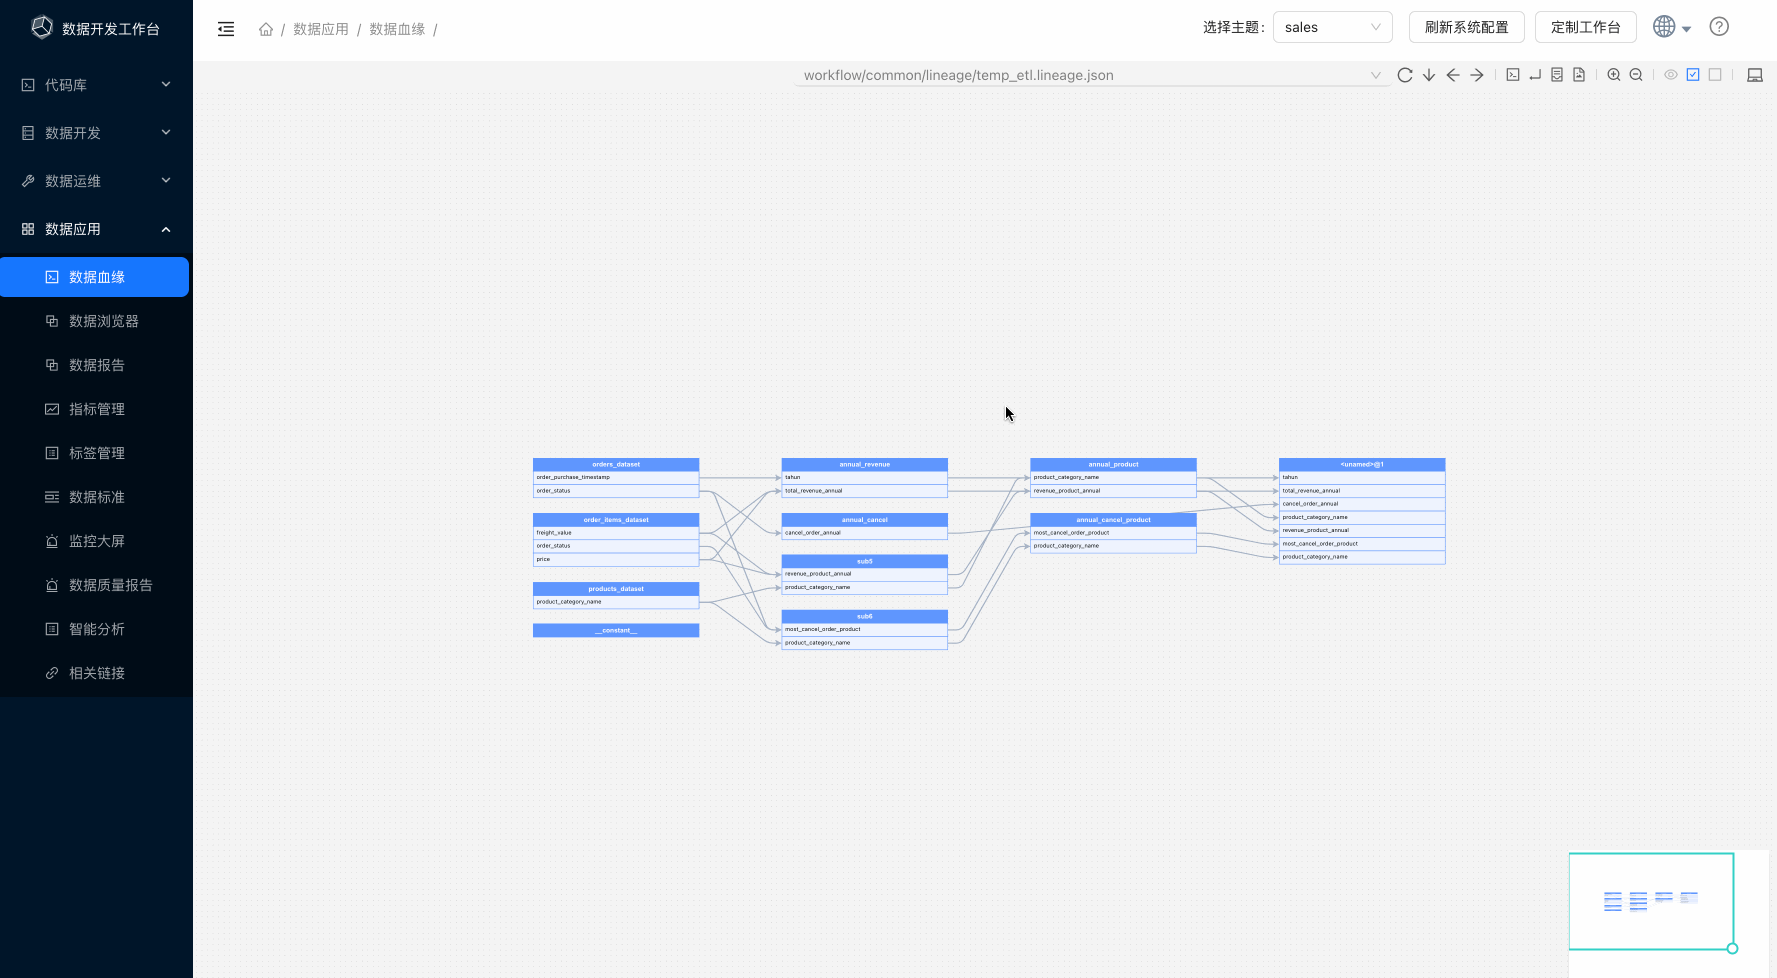 数据开发工作台
代码库
数据开发
数据运维
数据应用
数据血缘
数据浏览器
数据报告
指标管理
标签管理
数据标准
监控大屏
数据质量报告
智能分析
相关链接
/ 数据应用 / 数据血缘 /
选择主题: sales 刷新系统配置 定制工作台
workflow/common/lineage/temp_etl.lineage.json
orders_dataset
order_purchase_timestamp
order_status
order_items_dataset
freight_value
order_status
price
products_dataset
product_category_name
__constant__
annual_revenue
tahun
total_revenue_annual
annual_cancel
cancel_order_annual
sub5
revenue_product_annual
product_category_name
sub6
most_cancel_order_product
product_category_name
annual_product
product_category_name
revenue_product_annual
annual_cancel_product
most_cancel_order_product
product_category_name
<unnamed>@1
tahun
total_revenue_annual
cancel_order_annual
product_category_name
revenue_product_annual
most_cancel_order_product
product_category_name